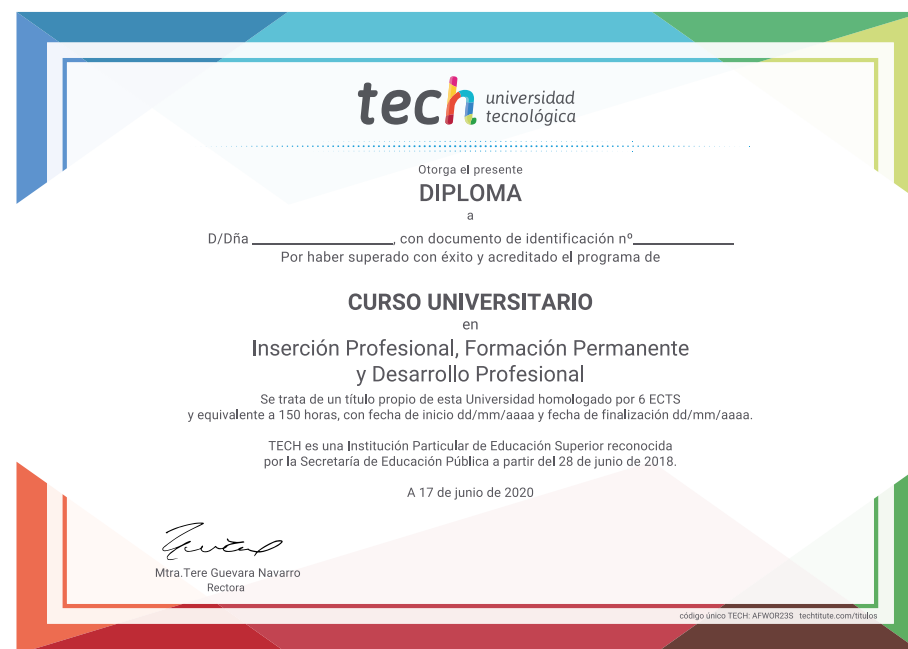 tech universidad
tecnológica
Otorga el presente
DIPLOMA
a
D/Dña ____________________, con documento de identificación nº______________
Por haber superado con éxito y acreditado el programa de
CURSO UNIVERSITARIO
en
Inserción Profesional, Formación Permanente
y Desarrollo Profesional
Se trata de un título propio de esta Universidad homologado por 6 ECTS
y equivalente a 150 horas, con fecha de inicio dd/mm/aaaa y fecha de finalización dd/mm/aaaa.
TECH es una Institución Particular de Educación Superior reconocida
por la Secretaría de Educación Pública a partir del 28 de junio de 2018.
A 17 de junio de 2020
Mtra.Tere Guevara Navarro
Rectora
código único TECH: AFWOR23S techtitute.com/titulos